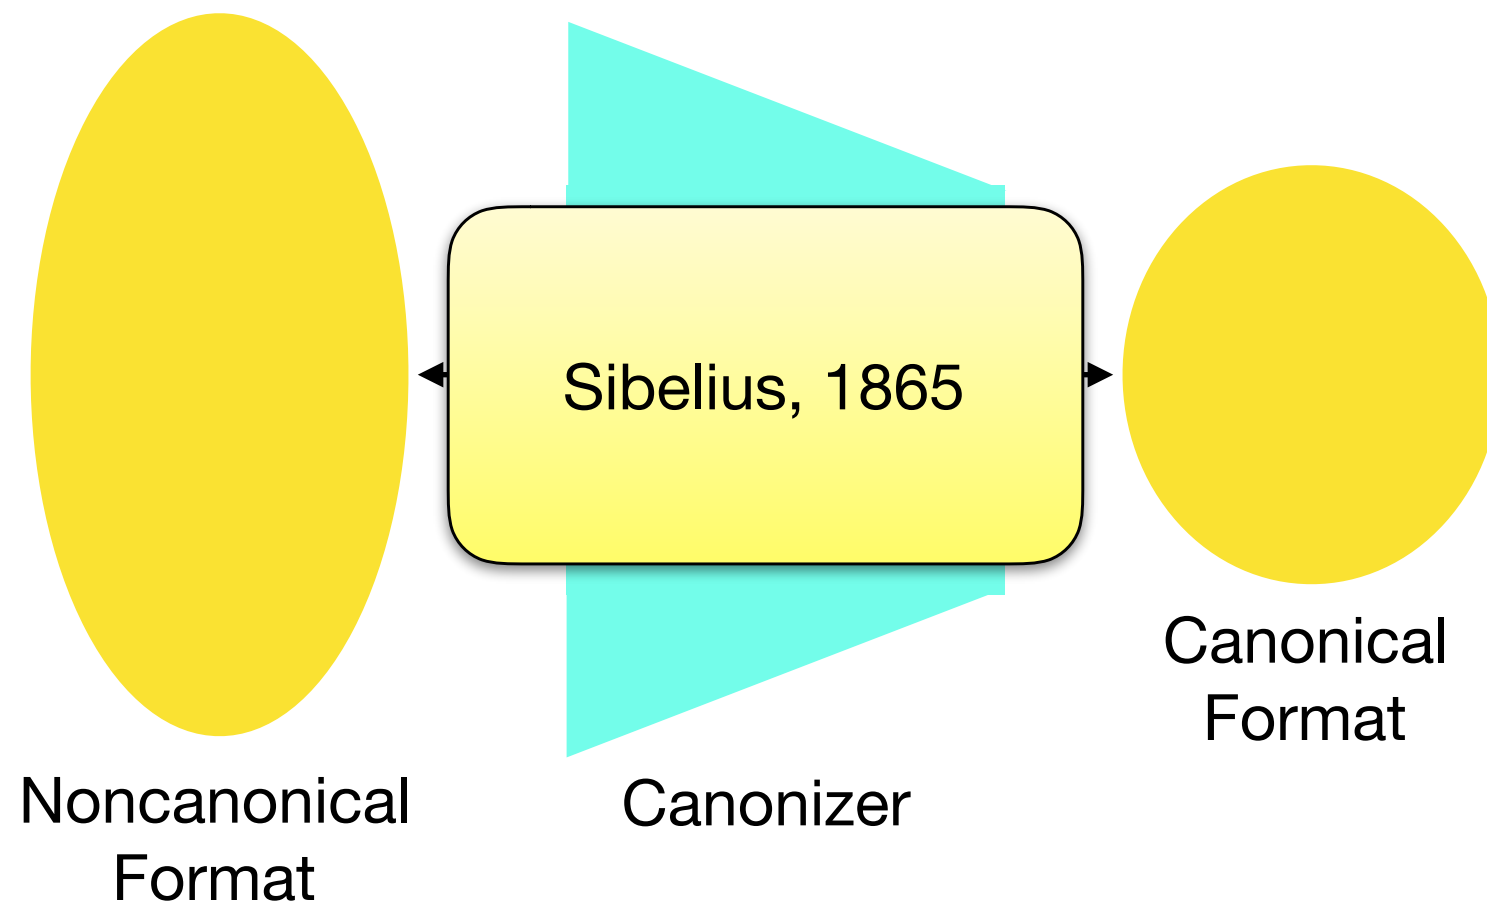 Sibelius, 1865
Noncanonical
Format
Canonizer
Canonical
Format